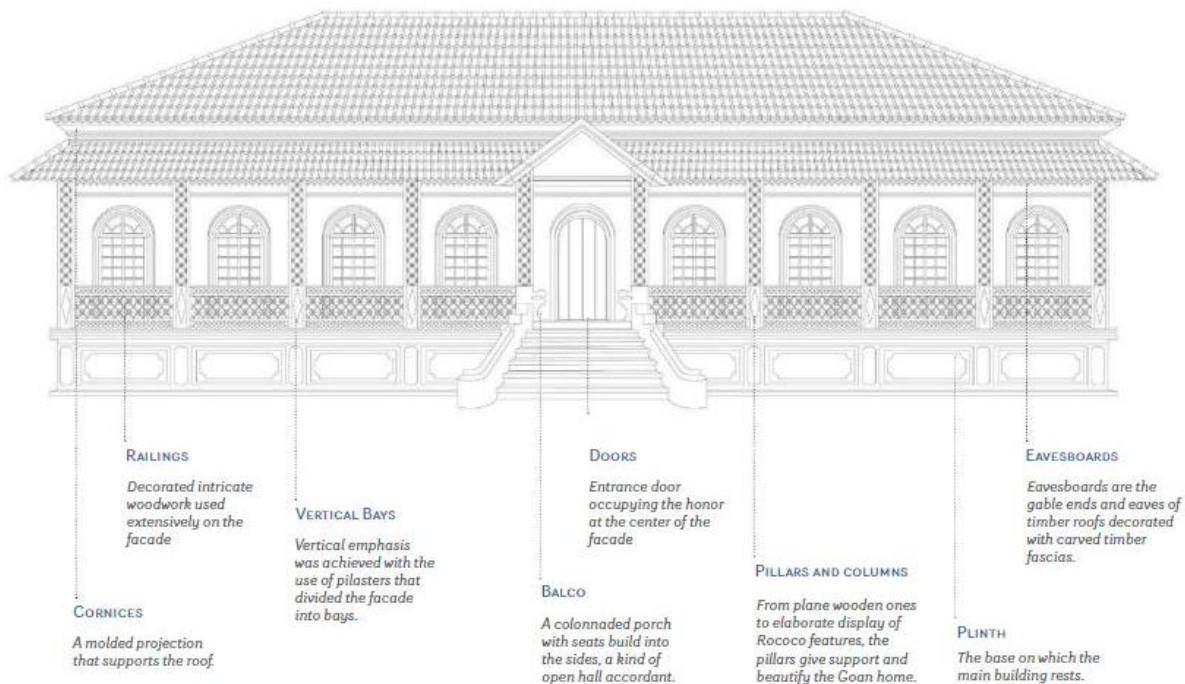 RAILINGS
Decorated intricate
woodwork used
extensively on the
facade
VERTICAL BAYS
Vertical emphasis
was achieved with the
use of pilasters that
divided the facade
into bays.
CORNICES
A molded projection
that supports the roof.
DOORS
Entrance door
occupying the honor
at the center of the
facade
BALCO
A colonnaded porch
with seats build into
the sides, a kind of
open hall accordant.
PILLARS AND COLUMNS
From plane wooden ones
to elaborate display of
Rococo features, the
pillars give support and
beautify the Goan home.
EAVESBOARDS
Eavesboards are the
gable ends and eaves of
timber roofs decorated
with carved timber
fascias.
PLINTH
The base on which the
main building rests.